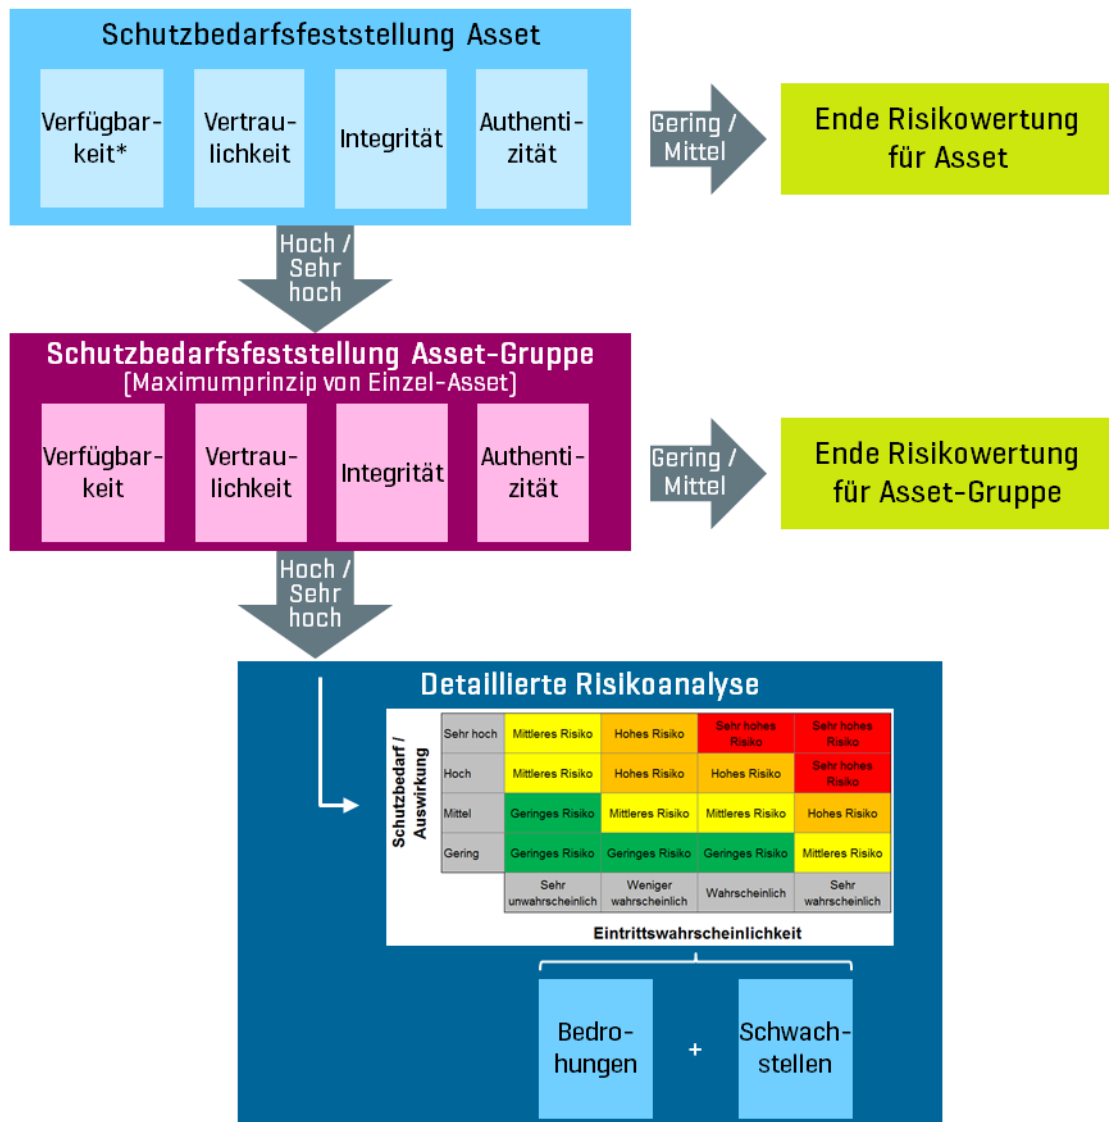 Schutzbedarfsfeststellung Asset
Verfügbar-
keit*
Vertrau-
lichkeit
Integrität
Authenti-
zität
Gering /
Mittel
Ende Risikowertung
für Asset
Hoch /
Sehr
hoch
Schutzbedarfsfeststellung Asset-Gruppe
[Maximumprinzip von Einzel-Asset]
Verfügbar-
keit
Vertrau-
lichkeit
Integrität
Authenti-
zität
Gering /
Mittel
Ende Risikowertung
für Asset-Gruppe
Hoch /
Sehr
hoch
Detaillierte Risikoanalyse
Schutzbedarf /
Auswirkung
Sehr hoch
Mittleres Risiko
Hohes Risiko
Sehr hohes
Risiko
Sehr hohes
Risiko
Hoch
Mittleres Risiko
Hohes Risiko
Hohes Risiko
Sehr hohes
Risiko
Mittel
Geringes Risiko
Mittleres Risiko
Mittleres Risiko
Hohes Risiko
Gering
Geringes Risiko
Geringes Risiko
Geringes Risiko
Mittleres Risiko
Sehr
unwahrscheinlich
Weniger
wahrscheinlich
Wahrscheinlich
Sehr
wahrscheinlich
Eintrittswahrscheinlichkeit
Bedro-
hungen
+
Schwach-
stellen